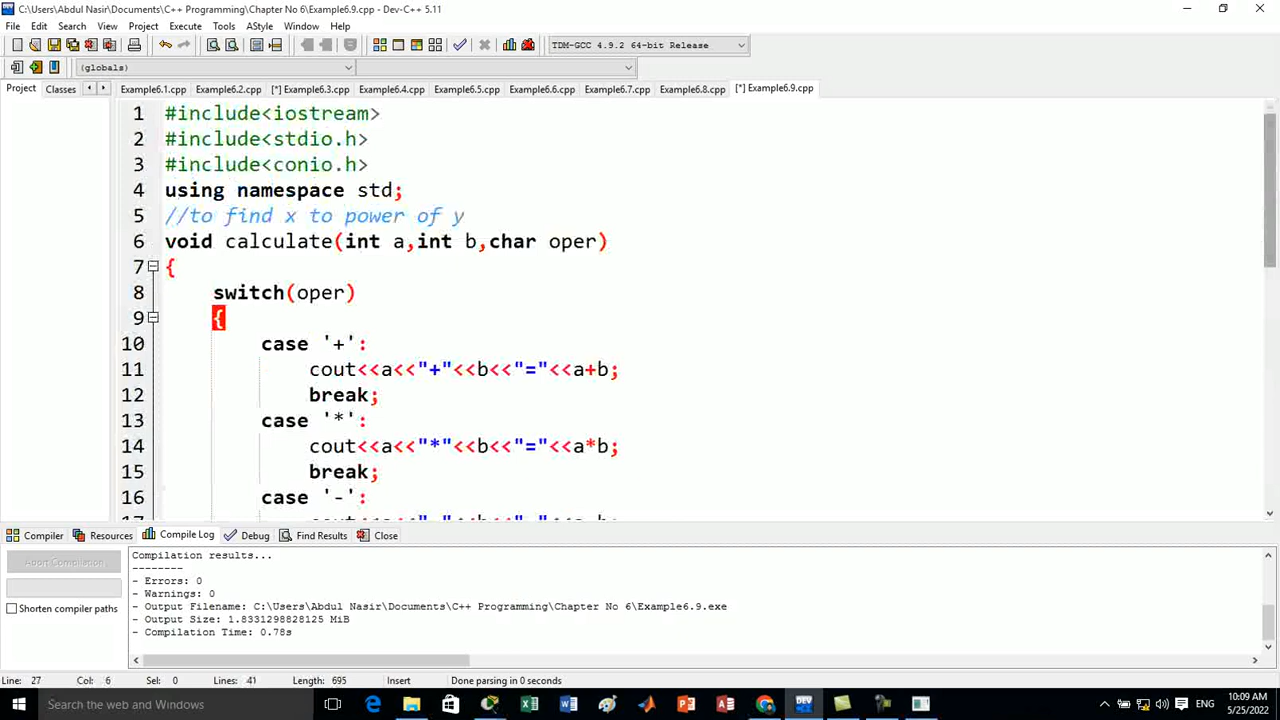 C:\Users\Abdul Nasir\Documents\C++ Programming\Chapter No 6\Example6.9.cpp - Dev-C++ 5.11
File Edit Search View Project Execute Tools AStyle Window Help
TDM-GCC 4.9.2 64-bit Release
(globals)
Project Classes Example6.1.cpp Example6.2.cpp [*] Example6.3.cpp Example6.4.cpp Example6.5.cpp Example6.6.cpp Example6.7.cpp Example6.8.cpp [*] Example6.9.cpp
1 #include<iostream>
2 #include<stdio.h>
3 #include<conio.h>
4 using namespace std;
5 //to find x to power of y
6 void calculate(int a,int b,char oper)
7 {
8 switch(oper)
9 {
10 case '+':
11 cout<<a<<"+"<<b<<"="<<a+b;
12 break;
13 case '*':
14 cout<<a<<"*"<<b<<"="<<a*b;
15 break;
16 case '-':
Compiler Resources Compile Log Debug Find Results Close
Abort Compilation
Shorten compiler paths
Compilation results...
--------
- Errors: 0
- Warnings: 0
- Output Filename: C:\Users\Abdul Nasir\Documents\C++ Programming\Chapter No 6\Example6.9.exe
- Output Size: 1.8331298828125 MiB
- Compilation Time: 0.78s
Line: 27 Col: 6 Sel: 0 Lines: 41 Length: 695 Insert Done parsing in 0 seconds
Search the web and Windows
ENG
10:09 AM
5/25/2022